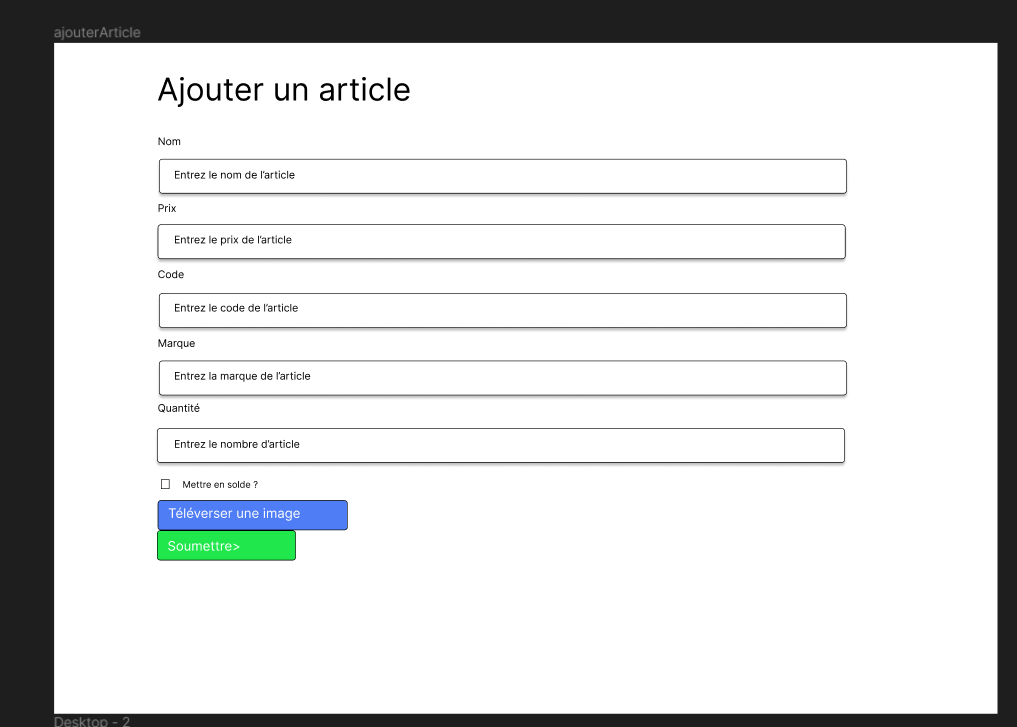 ajouterArticle
Ajouter un article
Nom
Entrez le nom de l'article
Prix
Entrez le prix de l'article
Code
Entrez le code de l'article
Marque
Entrez la marque de l'article
Quantité
Entrez le nombre d'article
Mettre en solde ?
Téléverser une image
Soumettre>
Desktop - 2